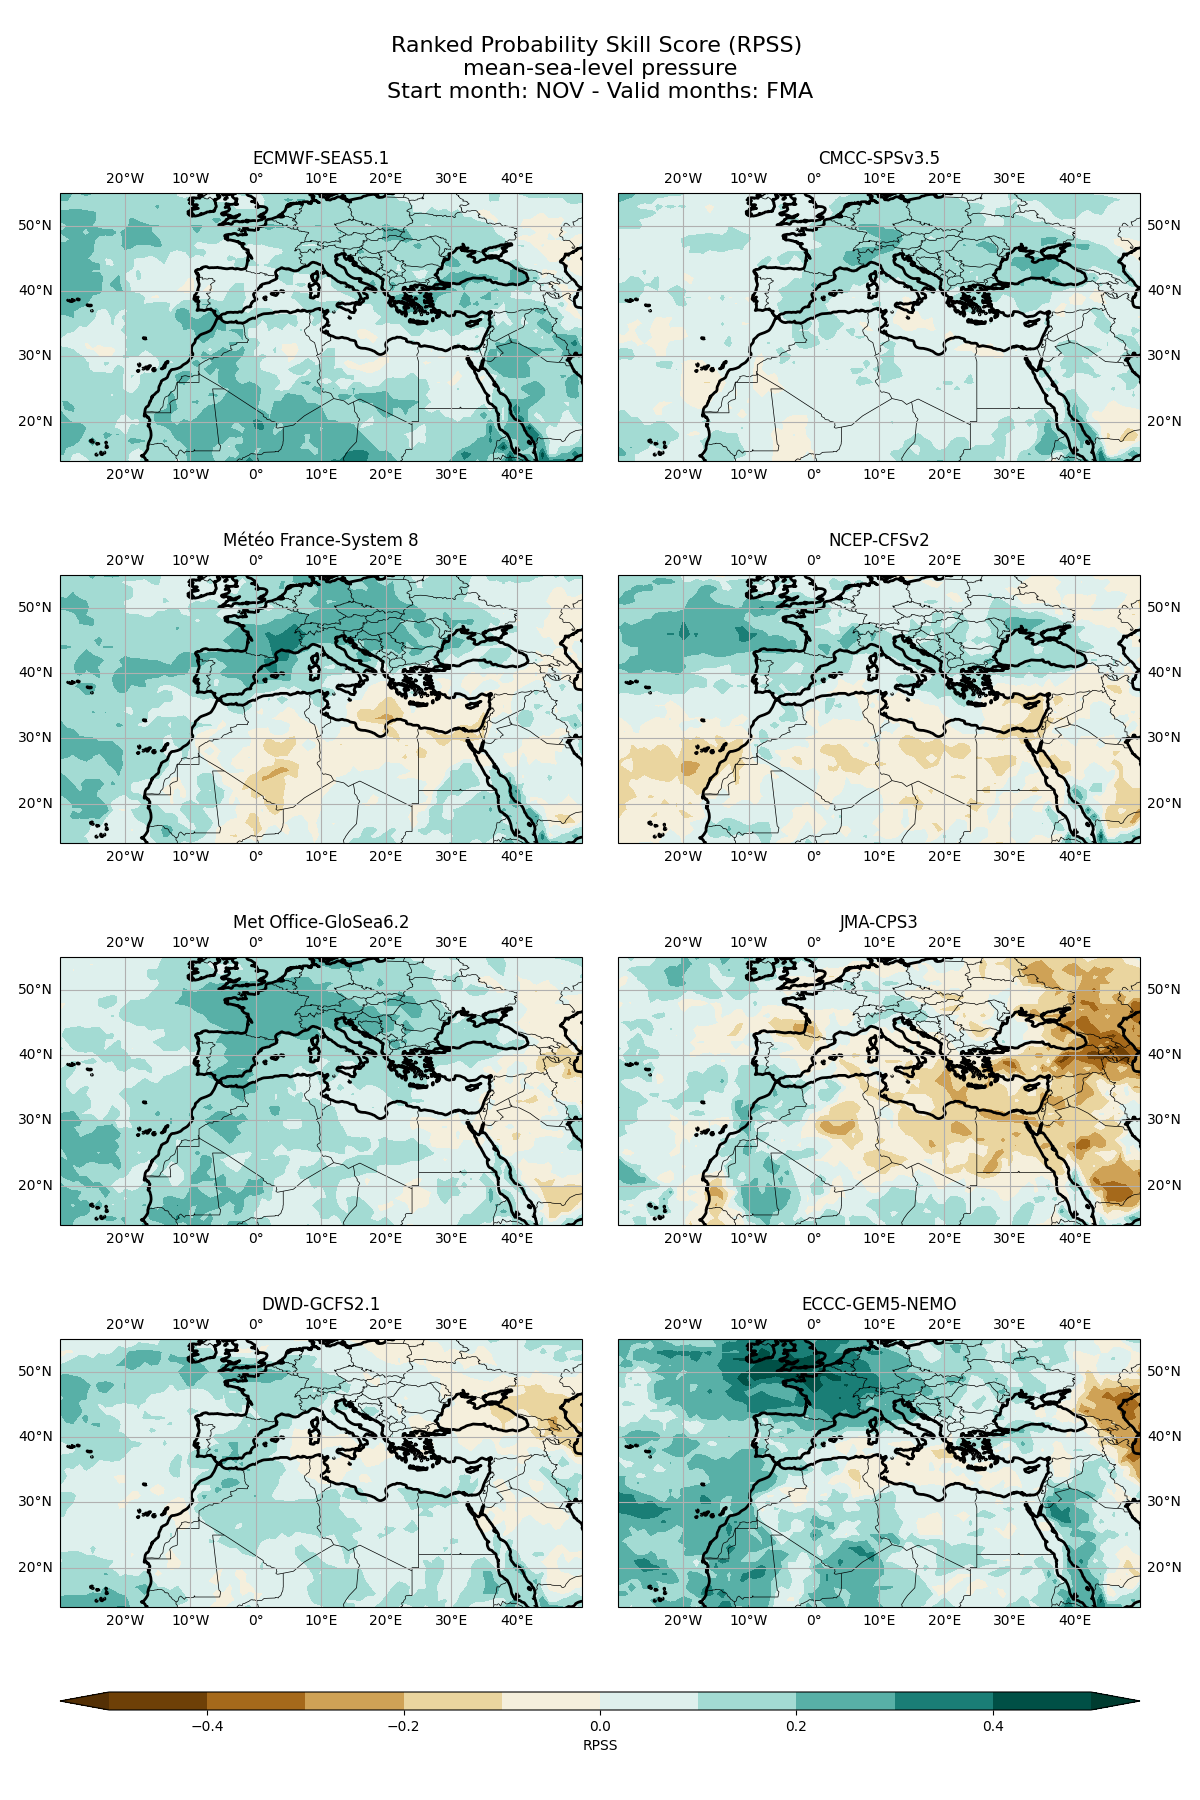 Ranked Probability Skill Score (RPSS)
mean-sea-level pressure
Start month: NOV - Valid months: FMA
ECMWF-SEAS5.1
CMCC-SPSv3.5
20°W 10°W 0° 10°E 20°E 30°E 40°E
20°W 10°W 0° 10°E 20°E 30°E 40°E
50°N
50°N
40°N
40°N
30°N
30°N
20°N
20°N
20°W 10°W 0° 10°E 20°E 30°E 40°E
20°W 10°W 0° 10°E 20°E 30°E 40°E
Météo France-System 8
NCEP-CFSv2
20°W 10°W 0° 10°E 20°E 30°E 40°E
20°W 10°W 0° 10°E 20°E 30°E 40°E
50°N
50°N
40°N
40°N
30°N
30°N
20°N
20°N
20°W 10°W 0° 10°E 20°E 30°E 40°E
20°W 10°W 0° 10°E 20°E 30°E 40°E
Met Office-GloSea6.2
JMA-CPS3
20°W 10°W 0° 10°E 20°E 30°E 40°E
20°W 10°W 0° 10°E 20°E 30°E 40°E
50°N
50°N
40°N
40°N
30°N
30°N
20°N
20°N
20°W 10°W 0° 10°E 20°E 30°E 40°E
20°W 10°W 0° 10°E 20°E 30°E 40°E
DWD-GCFS2.1
ECCC-GEM5-NEMO
20°W 10°W 0° 10°E 20°E 30°E 40°E
20°W 10°W 0° 10°E 20°E 30°E 40°E
50°N
50°N
40°N
40°N
30°N
30°N
20°N
20°N
20°W 10°W 0° 10°E 20°E 30°E 40°E
20°W 10°W 0° 10°E 20°E 30°E 40°E
−0.4 −0.2 0.0 0.2 0.4
RPSS